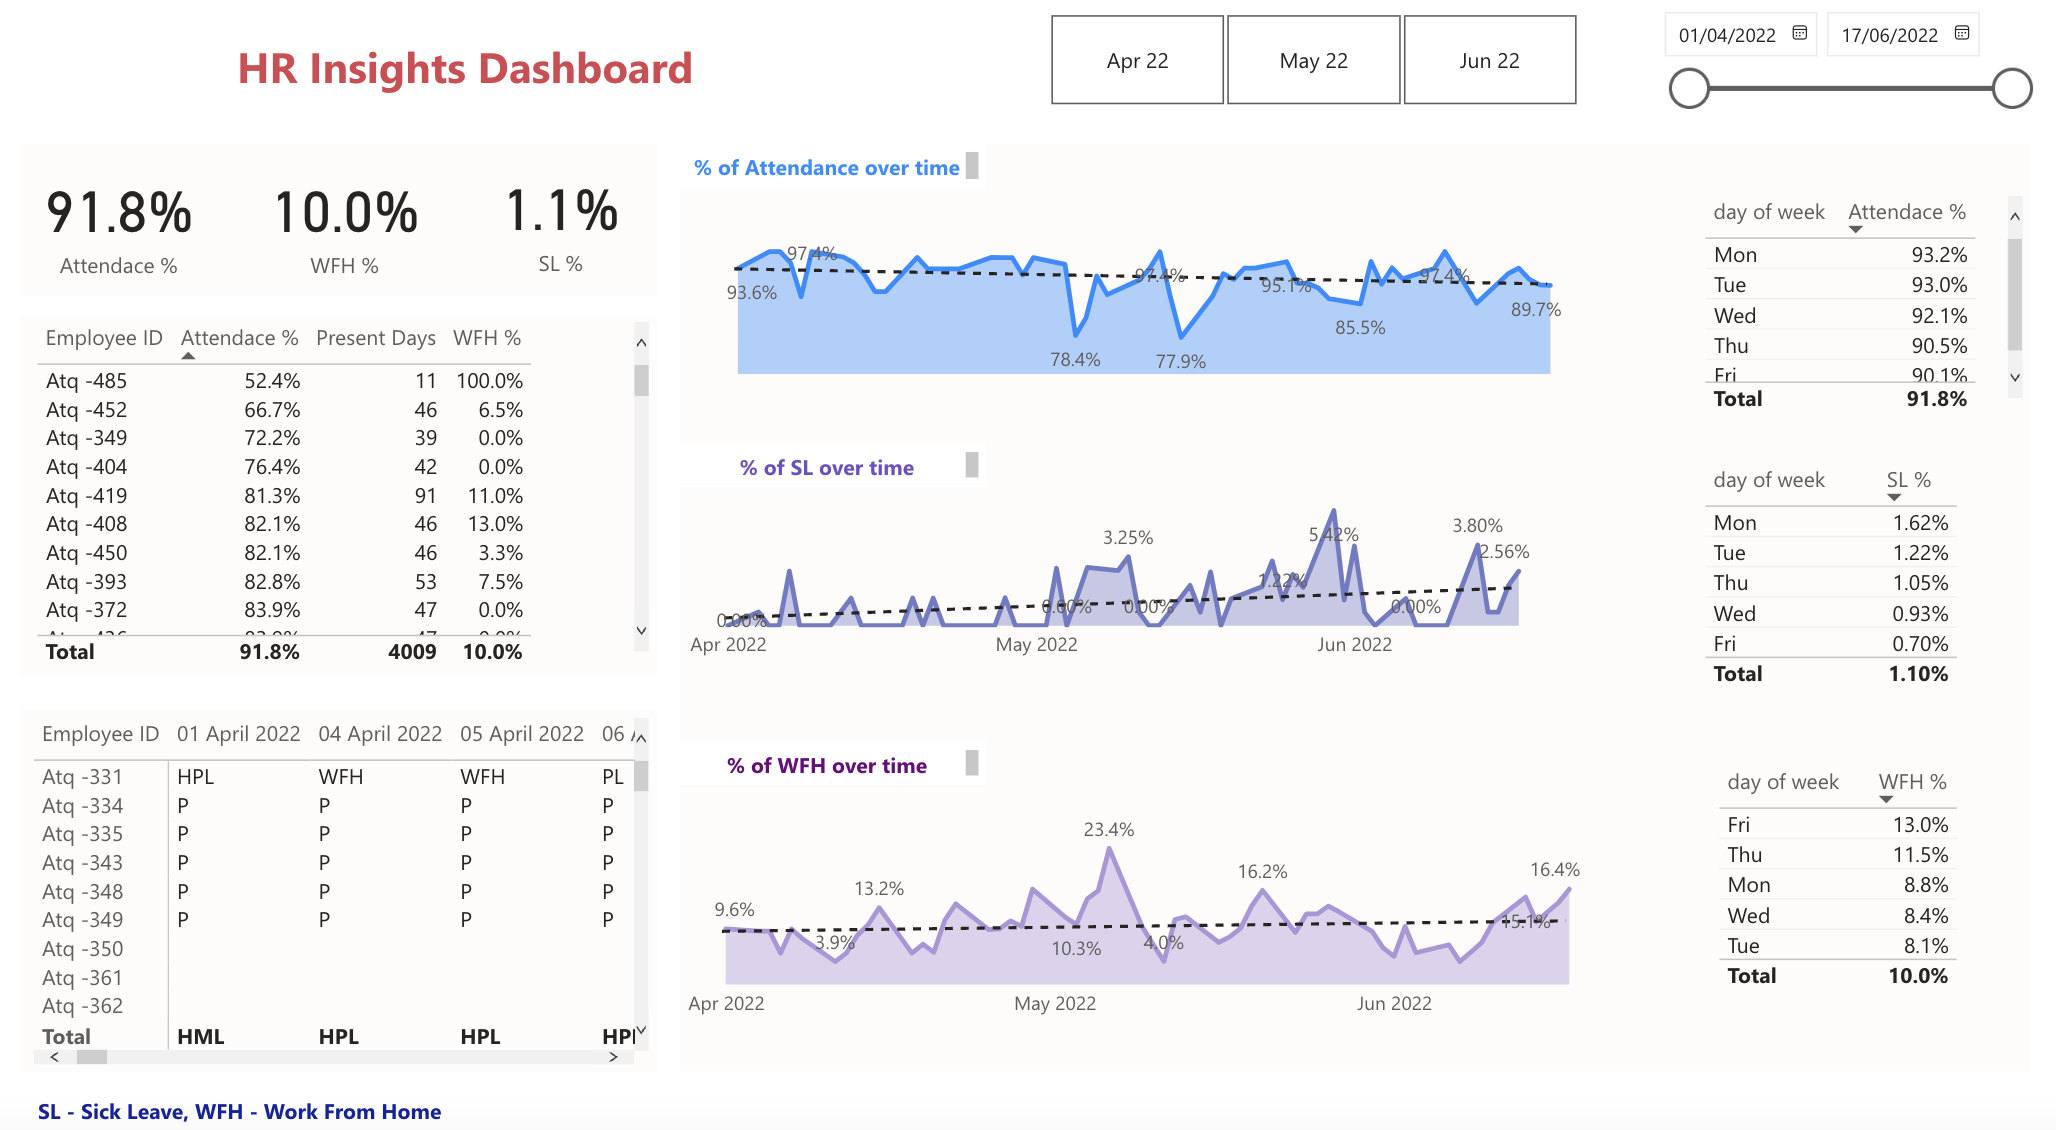 HR Insights Dashboard
Apr 22
May 22
Jun 22
01/04/2022
17/06/2022
91.8%
Attendace %
10.0%
WFH %
1.1%
SL %
Employee ID Attendace % Present Days WFH %
Atq -485 52.4% 11 100.0%
Atq -452 66.7% 46 6.5%
Atq -349 72.2% 39 0.0%
Atq -404 76.4% 42 0.0%
Atq -419 81.3% 91 11.0%
Atq -408 82.1% 46 13.0%
Atq -450 82.1% 46 3.3%
Atq -393 82.8% 53 7.5%
Atq -372 83.9% 47 0.0%
Total 91.8% 4009 10.0%
Employee ID 01 April 2022 04 April 2022 05 April 2022 06
Atq -331 HPL WFH WFH PL
Atq -334 P P P P
Atq -335 P P P P
Atq -343 P P P P
Atq -348 P P P P
Atq -349 P P P P
Atq -350
Atq -361
Atq -362
Total HML HPL HPL
% of Attendance over time
93.6%
97.4%
78.4%
97.4%
77.9%
95.1%
85.5%
97.4%
89.7%
% of SL over time
0.00%
0.00%
3.25%
0.00%
1.22%
5.42%
0.00%
3.80%
2.56%
Apr 2022 May 2022 Jun 2022
% of WFH over time
9.6%
3.9%
13.2%
10.3%
23.4%
4.0%
16.2%
15.1%
16.4%
Apr 2022 May 2022 Jun 2022
day of week Attendace %
Mon 93.2%
Tue 93.0%
Wed 92.1%
Thu 90.5%
Fri 90.1%
Total 91.8%
day of week SL %
Mon 1.62%
Tue 1.22%
Thu 1.05%
Wed 0.93%
Fri 0.70%
Total 1.10%
day of week WFH %
Fri 13.0%
Thu 11.5%
Mon 8.8%
Wed 8.4%
Tue 8.1%
Total 10.0%
SL - Sick Leave, WFH - Work From Home